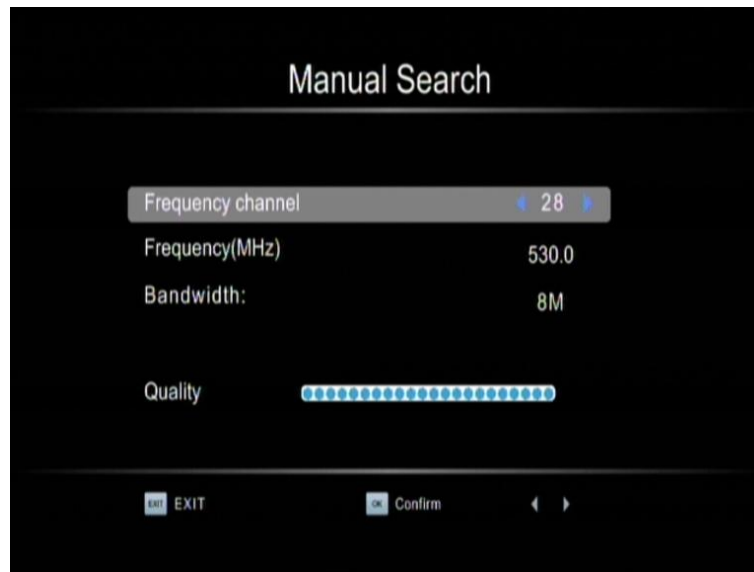 Manual Search
Frequency channel 28
Frequency(MHz) 530.0
Bandwidth: 8M
Quality
EXIT EXIT OK Confirm